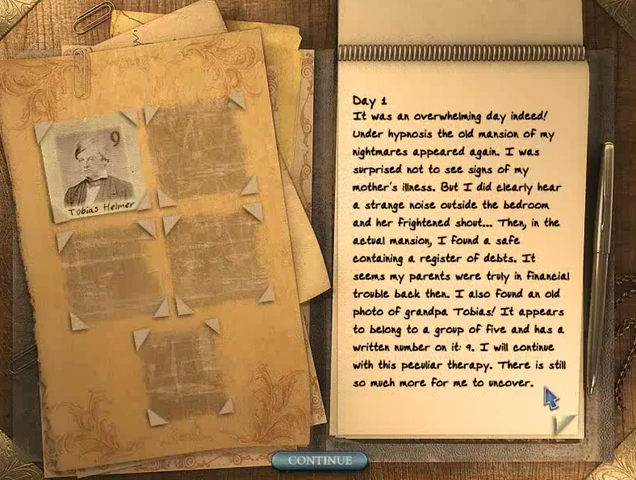 9
Tobias Helmer
Day 1
It was an overwhelming day indeed!
Under hypnosis the old mansion of my
nightmares appeared again. I was
surprised not to see signs of my
mother's illness. But I did clearly hear
a strange noise outside the bedroom
and her frightened shout... Then, in the
actual mansion, I found a safe
containing a register of debts. It
seems my parents were truly in financial
trouble back then. I also found an old
photo of grandpa Tobias! It appears
to belong to a group of five and has a
written number on it: 9. I will continue
with this peculiar therapy. There is still
so much more for me to uncover.
CONTINUE